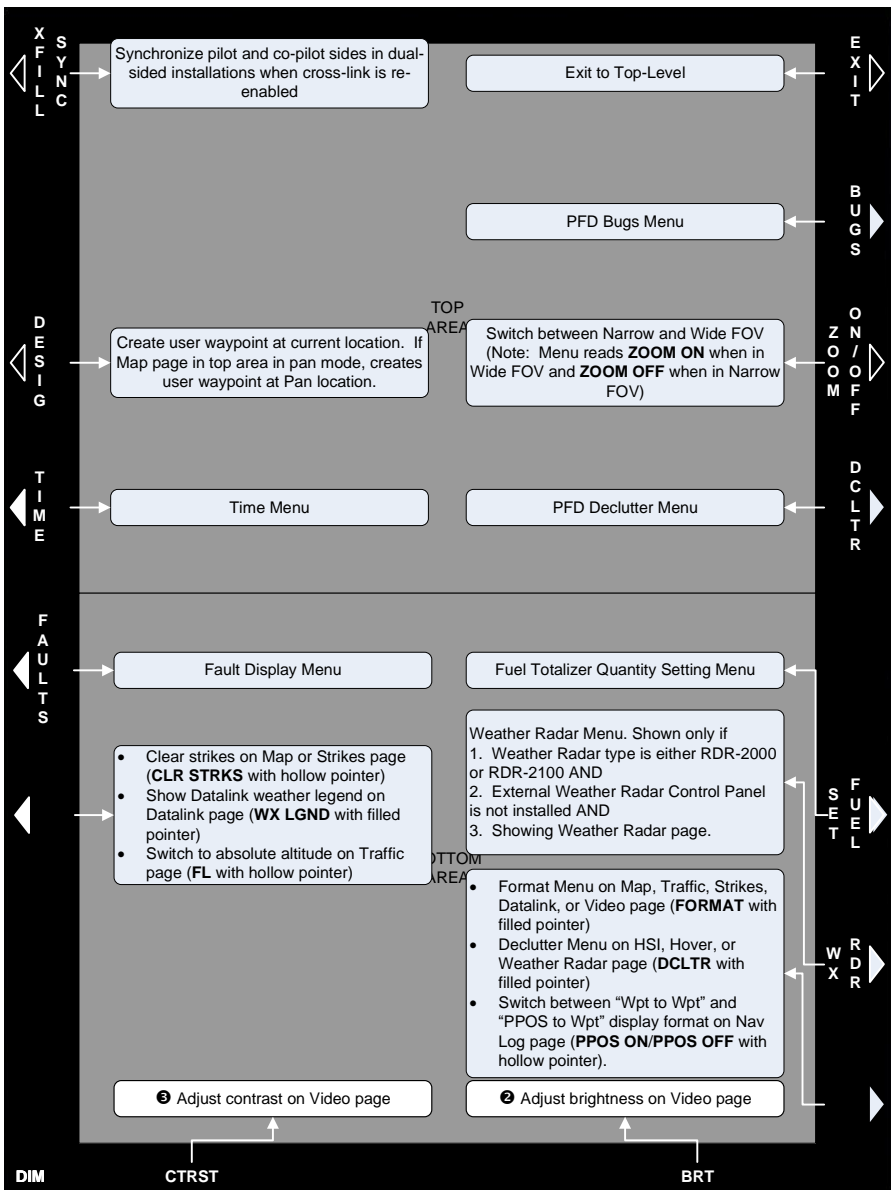 XFILL SYNC
Synchronize pilot and co-pilot sides in dual-
sided installations when cross-link is re-
enabled
Exit to Top-Level
EXIT
PFD Bugs Menu
BUGS
TOP
AREA
DESIG
Create user waypoint at current location. If
Map page in top area in pan mode, creates
user waypoint at Pan location.
Switch between Narrow and Wide FOV
(Note: Menu reads ZOOM ON when in
Wide FOV and ZOOM OFF when in Narrow
FOV)
ZOOM ON/OFF
TIME
Time Menu
PFD Declutter Menu
DCLTR
FAULTS
Fault Display Menu
Fuel Totalizer Quantity Setting Menu
SET FUEL
• Clear strikes on Map or Strikes page
(CLR STRKS with hollow pointer)
• Show Datalink weather legend on
Datalink page (WX LGND with filled
pointer)
• Switch to absolute altitude on Traffic
page (FL with hollow pointer)
Weather Radar Menu. Shown only if
1. Weather Radar type is either RDR-2000
or RDR-2100 AND
2. External Weather Radar Control Panel
is not installed AND
3. Showing Weather Radar page.
OTTOM
AREA
• Format Menu on Map, Traffic, Strikes,
Datalink, or Video page (FORMAT with
filled pointer)
• Declutter Menu on HSI, Hover, or
Weather Radar page (DCLTR with
filled pointer)
• Switch between “Wpt to Wpt” and
“PPOS to Wpt” display format on Nav
Log page (PPOS ON/PPOS OFF with
hollow pointer).
WX RDR
❸ Adjust contrast on Video page
❷ Adjust brightness on Video page
DIM
CTRST
BRT